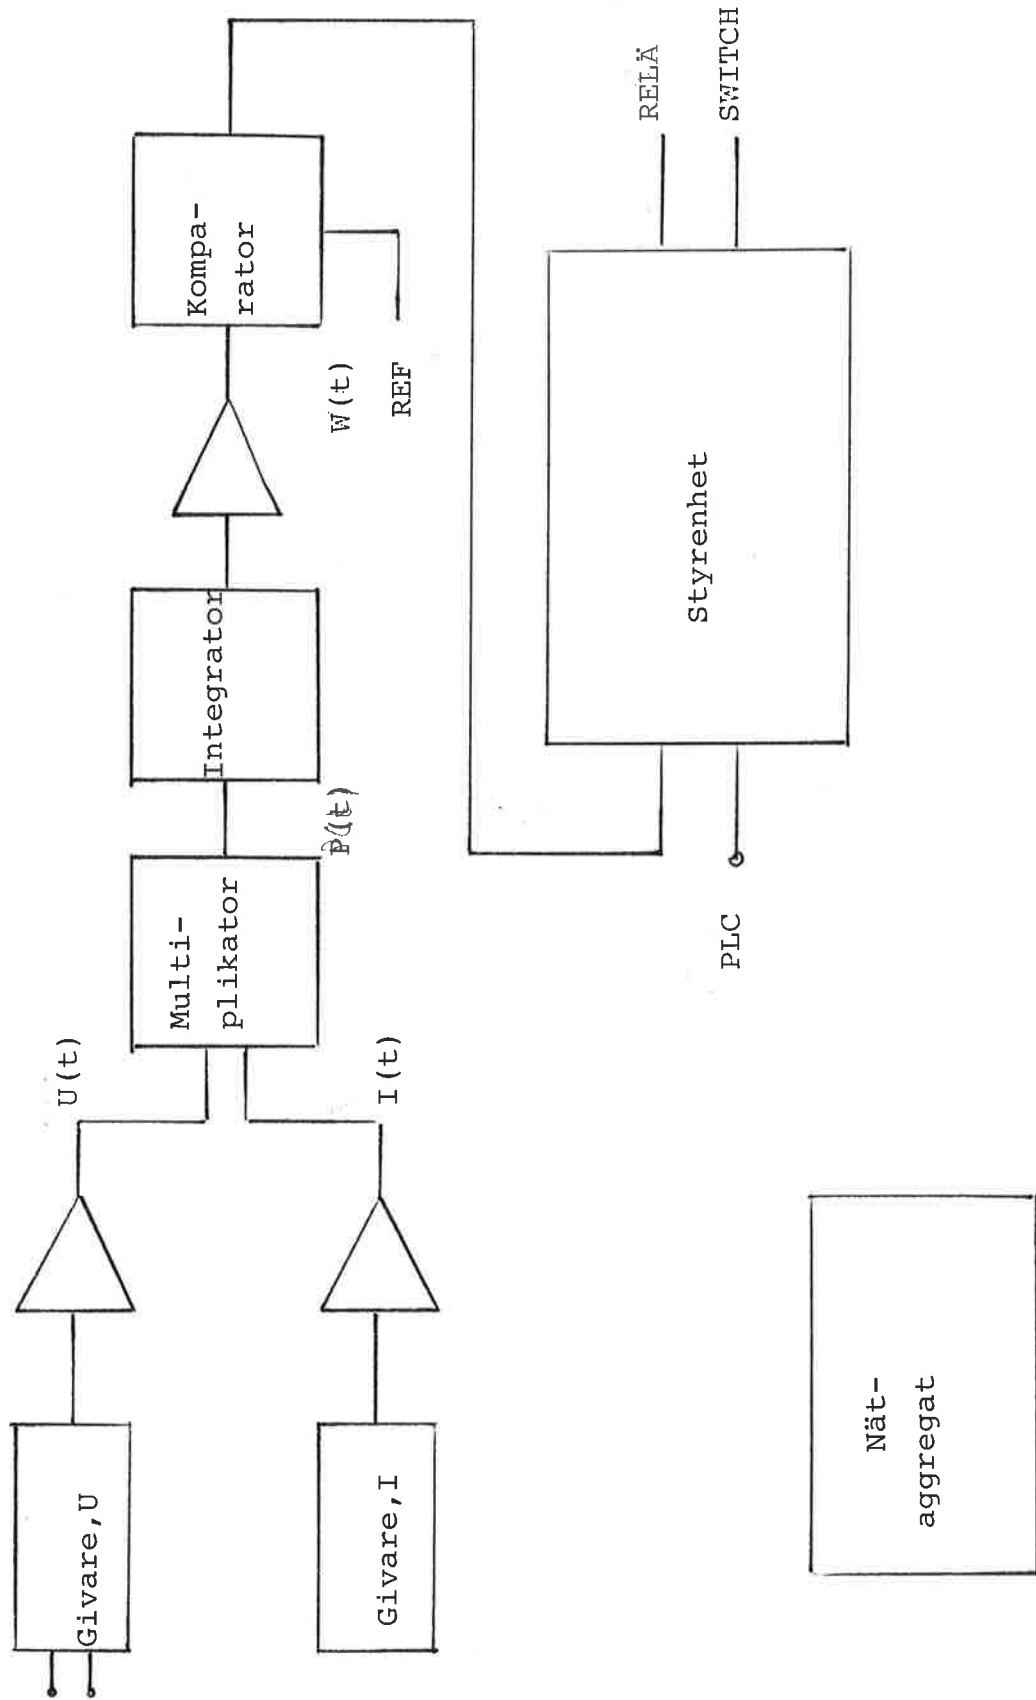 Givare,U
U(t)
Multi-
plikator
Givare,I
I(t)
P(t)
Integrator
W(t)
REF
Kompa-
rator
PLC
Styrenhet
RELÄ
SWITCH
Nät-
aggregat